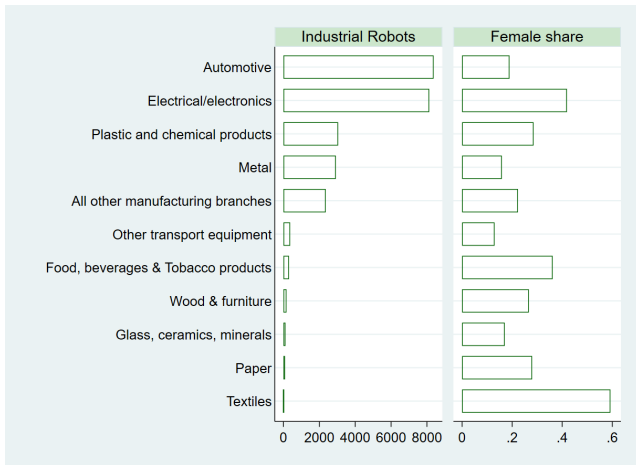 Industrial Robots Female share
Automotive
Electrical/electronics
Plastic and chemical products
Metal
All other manufacturing branches
Other transport equipment
Food, beverages & Tobacco products
Wood & furniture
Glass, ceramics, minerals
Paper
Textiles
0 2000 4000 6000 8000 0 .2 .4 .6